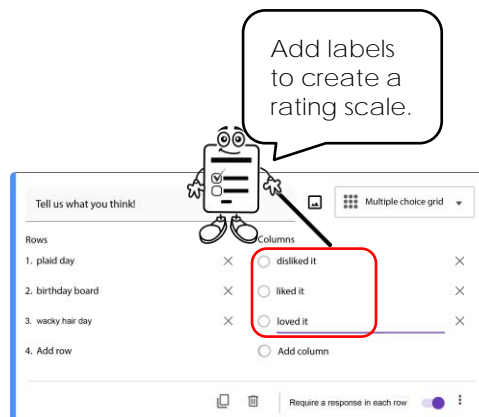 Add labels
to create a
rating scale.
Tell us what you think!
Multiple choice grid
Rows
Columns
1. plaid day
disliked it
2. birthday board
liked it
3. wacky hair day
loved it
4. Add row
Add column
Require a response in each row